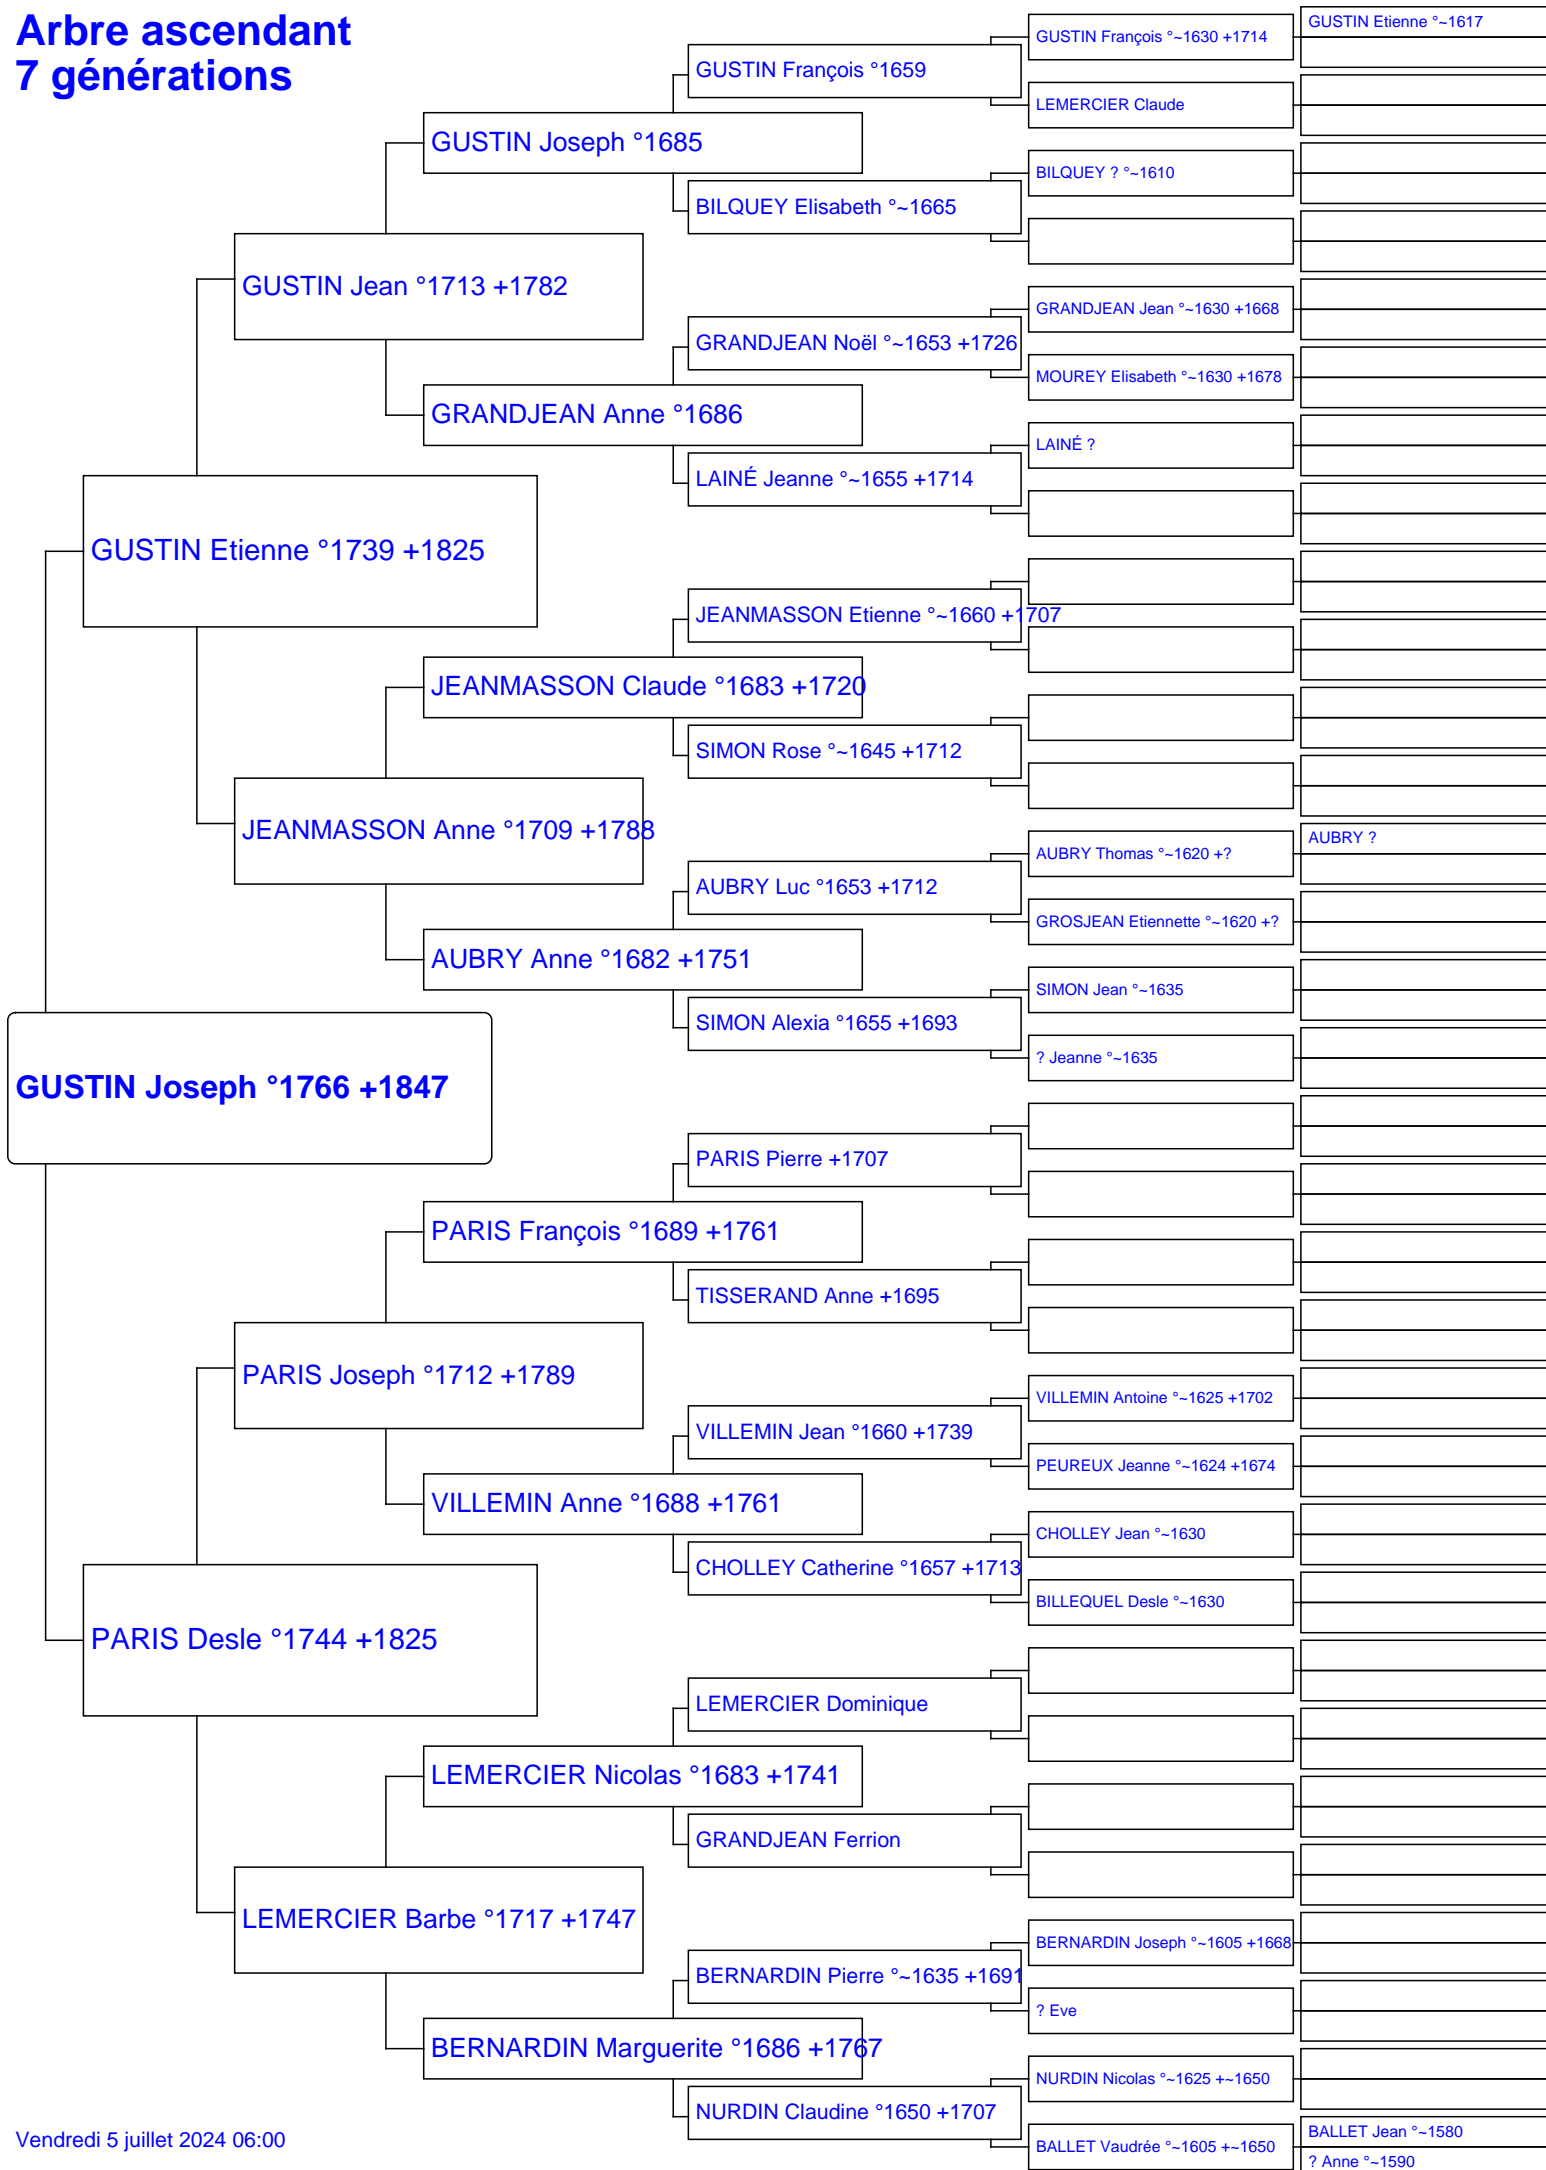 Arbre ascendant
7 générations
GUSTIN Joseph °1766 +1847
GUSTIN Etienne °1739 +1825
PARIS Desle °1744 +1825
GUSTIN Jean °1713 +1782
JEANMASSON Anne °1709 +1788
PARIS Joseph °1712 +1789
LEMERCIER Barbe °1717 +1747
GUSTIN Joseph °1685
GRANDJEAN Anne °1686
JEANMASSON Claude °1683 +1720
AUBRY Anne °1682 +1751
PARIS François °1689 +1761
VILLEMIN Anne °1688 +1761
LEMERCIER Nicolas °1683 +1741
BERNARDIN Marguerite °1686 +1767
GUSTIN François °1659
BILQUEY Elisabeth °~1665
GRANDJEAN Noël °~1653 +1726
LAINÉ Jeanne °~1655 +1714
JEANMASSON Etienne °~1660 +1707
SIMON Rose °~1645 +1712
AUBRY Luc °1653 +1712
SIMON Alexia °1655 +1693
PARIS Pierre +1707
TISSERAND Anne +1695
VILLEMIN Jean °1660 +1739
CHOLLEY Catherine °1657 +1713
LEMERCIER Dominique
GRANDJEAN Ferrion
BERNARDIN Pierre °~1635 +1691
NURDIN Claudine °1650 +1707
GUSTIN François °~1630 +1714
LEMERCIER Claude
BILQUEY ? °~1610
GRANDJEAN Jean °~1630 +1668
MOUREY Elisabeth °~1630 +1678
LAINÉ ?
AUBRY Thomas °~1620 +?
GROSJEAN Etiennette °~1620 +?
SIMON Jean °~1635
? Jeanne °~1635
VILLEMIN Antoine °~1625 +1702
PEUREUX Jeanne °~1624 +1674
CHOLLEY Jean °~1630
BILLEQUEL Desle °~1630
BERNARDIN Joseph °~1605 +1668
? Eve
NURDIN Nicolas °~1625 +~1650
BALLET Vaudrée °~1605 +~1650
GUSTIN Etienne °~1617
AUBRY ?
BALLET Jean °~1580
? Anne °~1590
Vendredi 5 juillet 2024 06:00